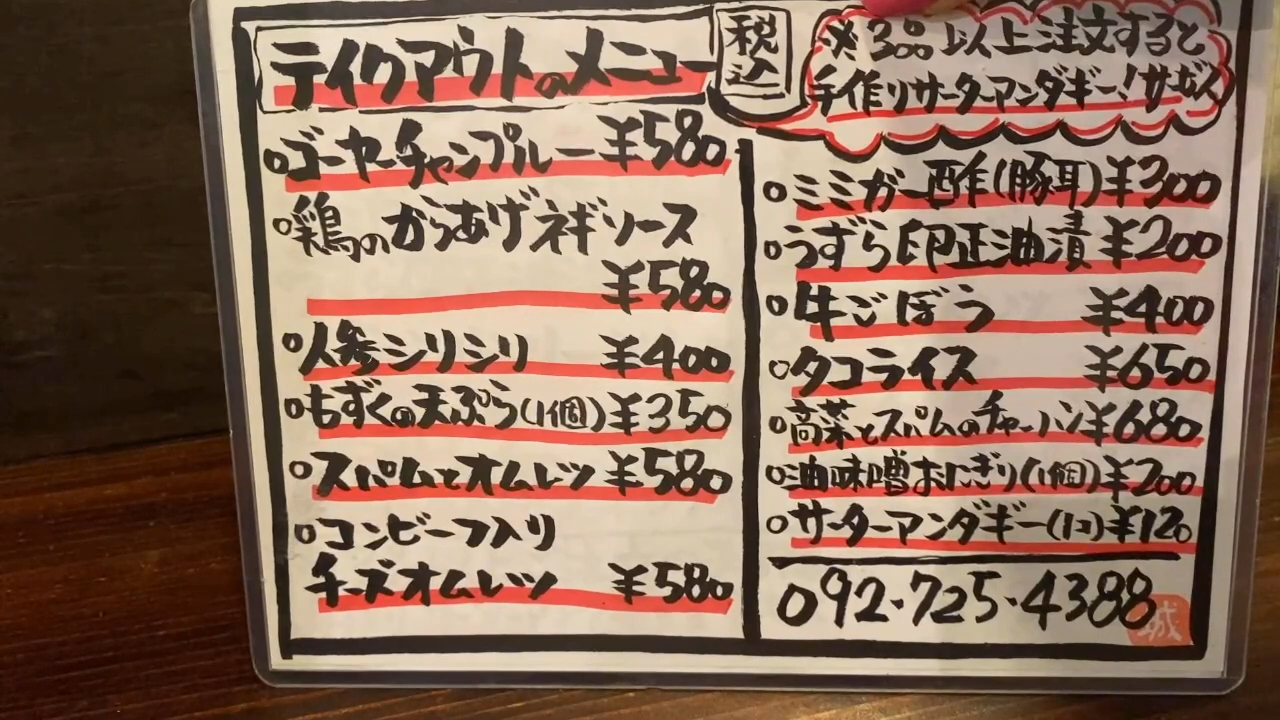 テイクアウトのメニュー
税込
※3品以上注文すると
手作りサーターアンダギー!サービス
○ゴーヤーチャンプルー ¥580
○鶏のからあげネギソース
¥580
○人参シリシリ ¥400
○もずくの天ぷら(1個) ¥350
○スパムとオムレツ ¥580
○コンビーフ入り
チーズオムレツ ¥580
○ミミガー酢(豚耳) ¥300
○うずら印正油漬 ¥200
○牛ごぼう ¥400
○タコライス ¥650
○高菜とスパムのチャーハン ¥680
○油味噌おにぎり(1個) ¥200
○サーターアンダギー(1コ) ¥120
092-725-4388
城